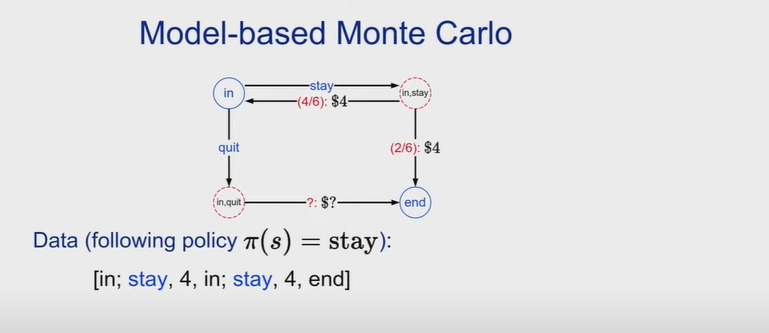 Model-based Monte Carlo
in
stay
in,stay
(4/6): $4
quit
(2/6): $4
in,quit
?: $?
end
Data (following policy π(s) = stay):
[in; stay, 4, in; stay, 4, end]